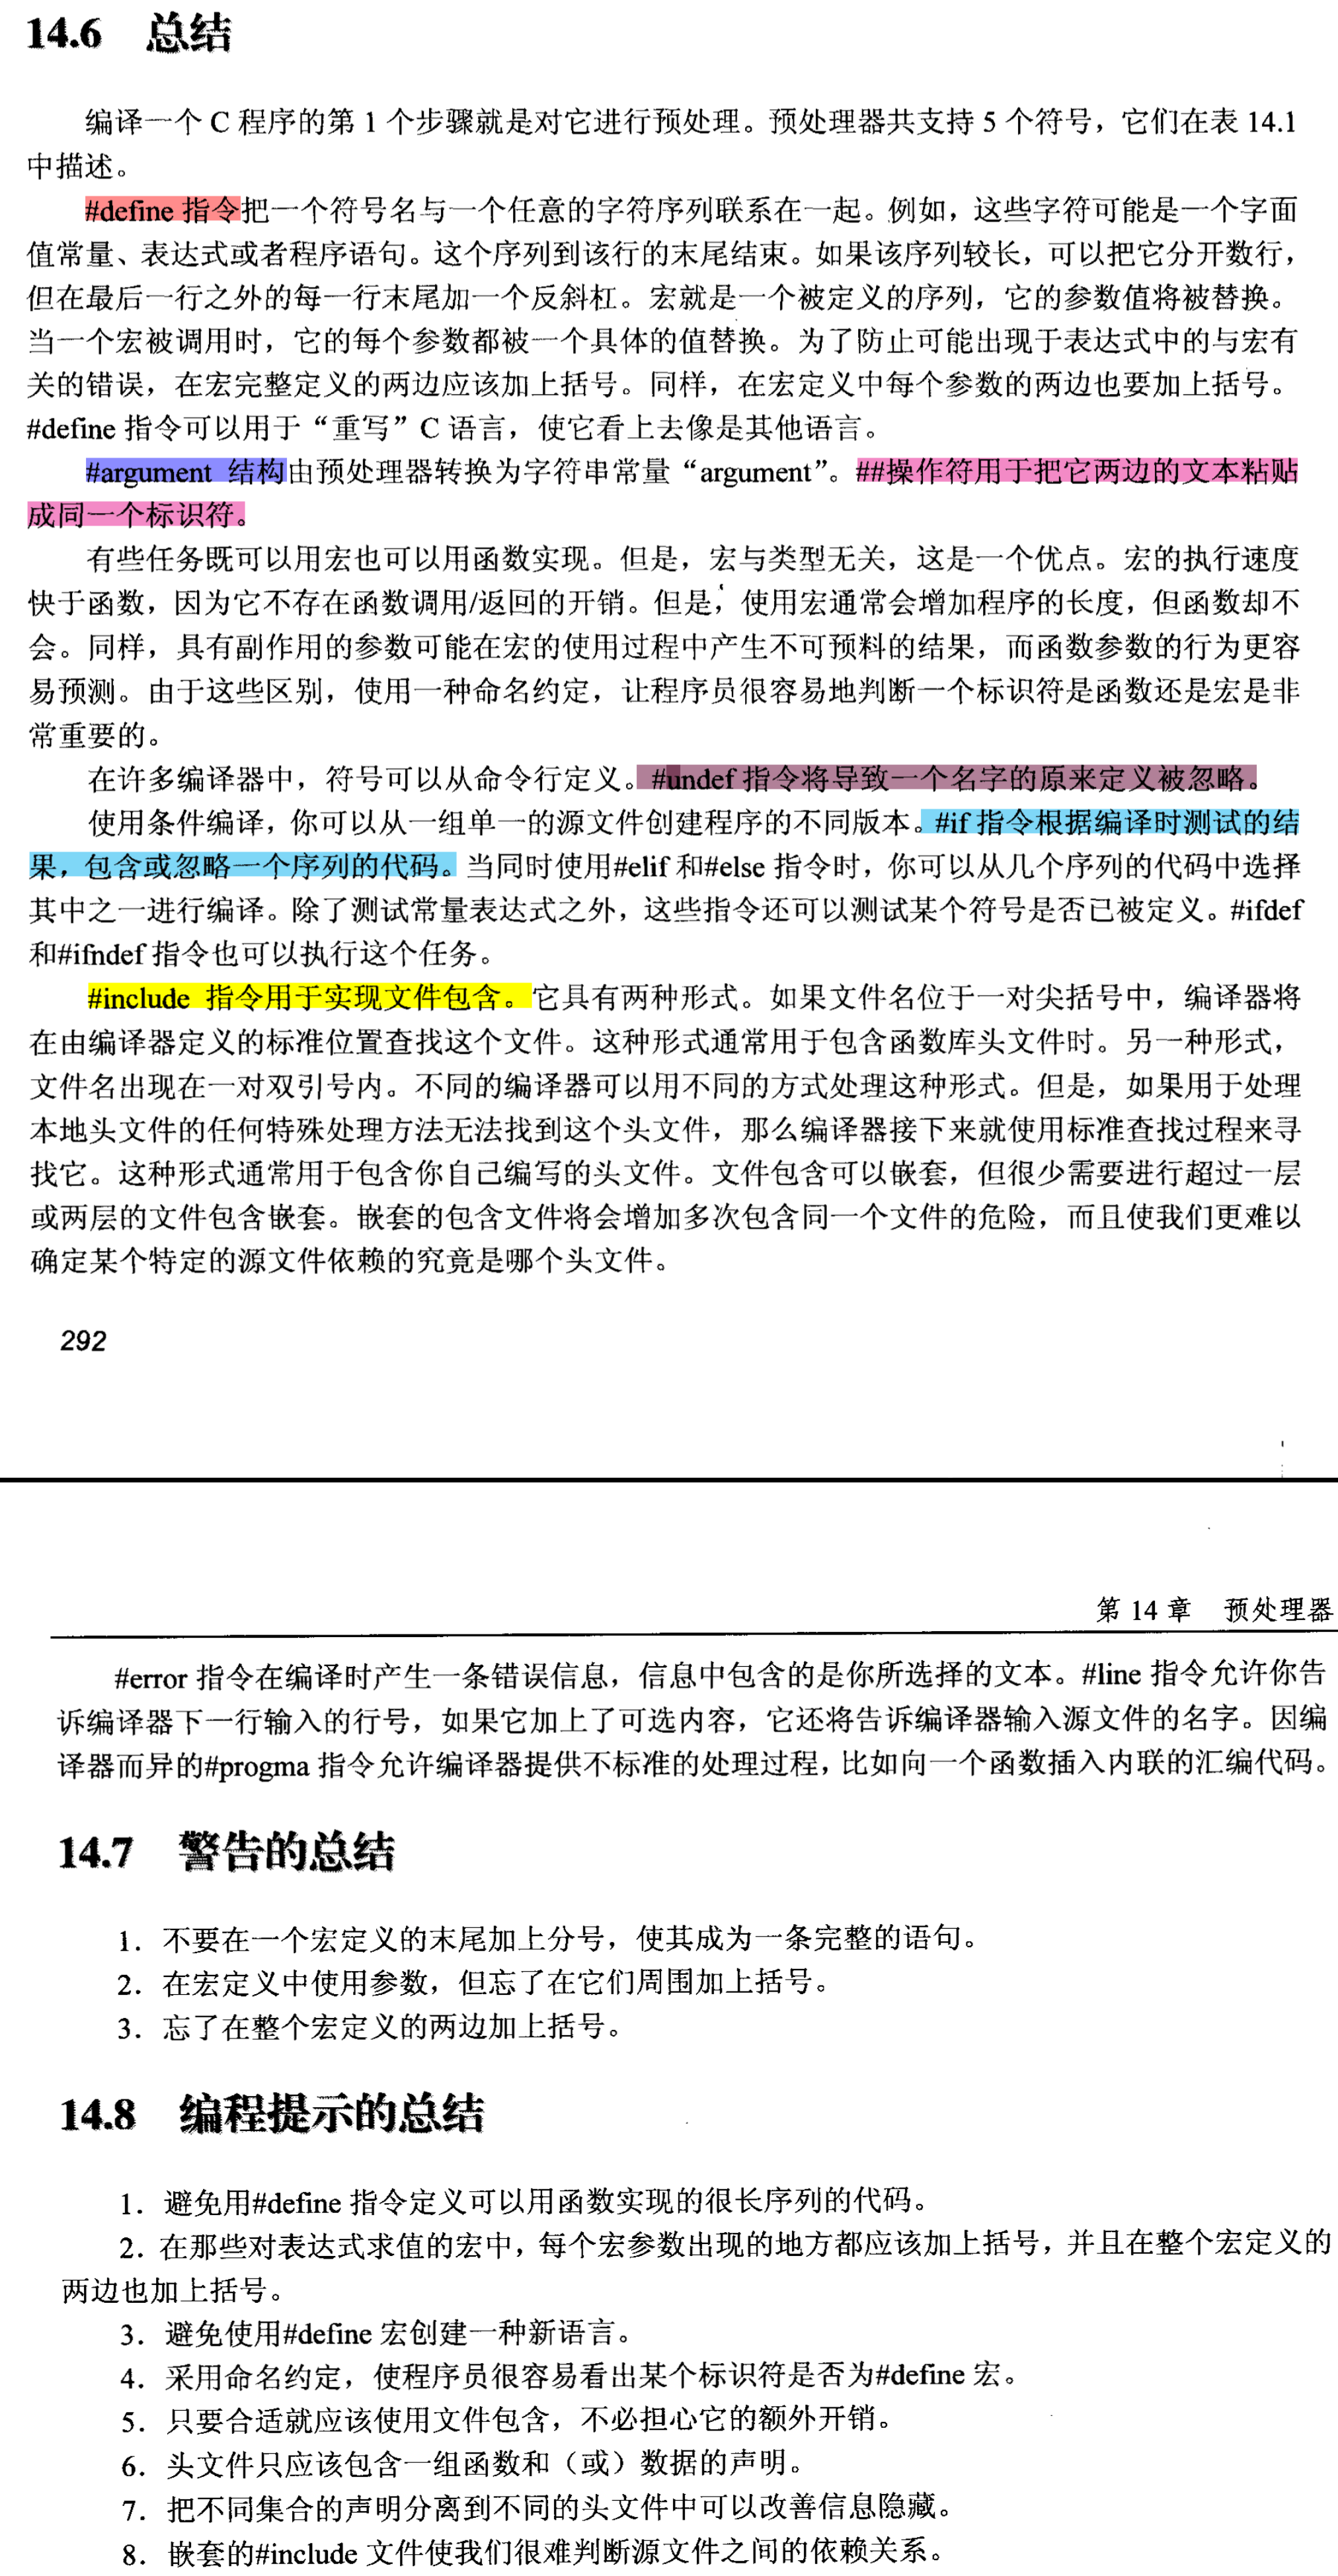 14.6 总结
编译一个 C 程序的第 1 个步骤就是对它进行预处理。预处理器共支持 5 个符号，它们在表 14.1
中描述。
#define 指令把一个符号名与一个任意的字符序列联系在一起。例如，这些字符可能是一个字面
值常量、表达式或者程序语句。这个序列到该行的末尾结束。如果该序列较长，可以把它分开数行，
但在最后一行之外的每一行末尾加一个反斜杠。宏就是一个被定义的序列，它的参数值将被替换。
当一个宏被调用时，它的每个参数都被一个具体的值替换。为了防止可能出现于表达式中的与宏有
关的错误，在宏完整定义的两边应该加上括号。同样，在宏定义中每个参数的两边也要加上括号。
#define 指令可以用于“重写”C 语言，使它看上去像是其他语言。
#argument 结构由预处理器转换为字符串常量“argument”。##操作符用于把它两边的文本粘贴
成同一个标识符。
有些任务既可以用宏也可以用函数实现。但是，宏与类型无关，这是一个优点。宏的执行速度
快于函数，因为它不存在函数调用/返回的开销。但是，使用宏通常会增加程序的长度，但函数却不
会。同样，具有副作用的参数可能在宏的使用过程中产生不可预料的结果，而函数参数的行为更容
易预测。由于这些区别，使用一种命名约定，让程序员很容易地判断一个标识符是函数还是宏是非
常重要的。
在许多编译器中，符号可以从命令行定义。#undef 指令将导致一个名字的原来定义被忽略。
使用条件编译，你可以从一组单一的源文件创建程序的不同版本。#if 指令根据编译时测试的结
果，包含或忽略一个序列的代码。当同时使用#elif 和#else 指令时，你可以从几个序列的代码中选择
其中之一进行编译。除了测试常量表达式之外，这些指令还可以测试某个符号是否已被定义。#ifdef
和#ifndef 指令也可以执行这个任务。
#include 指令用于实现文件包含。它具有两种形式。如果文件名位于一对尖括号中，编译器将
在由编译器定义的标准位置查找这个文件。这种形式通常用于包含函数库头文件时。另一种形式，
文件名出现在一对双引号内。不同的编译器可以用不同的方式处理这种形式。但是，如果用于处理
本地头文件的任何特殊处理方法无法找到这个头文件，那么编译器接下来就使用标准查找过程来寻
找它。这种形式通常用于包含你自己编写的头文件。文件包含可以嵌套，但很少需要进行超过一层
或两层的文件包含嵌套。嵌套的包含文件将会增加多次包含同一个文件的危险，而且使我们更难以
确定某个特定的源文件依赖的究竟是哪个头文件。
292
第 14 章 预处理器
#error 指令在编译时产生一条错误信息，信息中包含的是你所选择的文本。#line 指令允许你告
诉编译器下一行输入的行号，如果它加上了可选内容，它还将告诉编译器输入源文件的名字。因编
译器而异的#progma 指令允许编译器提供不标准的处理过程，比如向一个函数插入内联的汇编代码。
14.7 警告的总结
1．不要在一个宏定义的末尾加上分号，使其成为一条完整的语句。
2．在宏定义中使用参数，但忘了在它们周围加上括号。
3．忘了在整个宏定义的两边加上括号。
14.8 编程提示的总结
1．避免用#define 指令定义可以用函数实现的很长序列的代码。
2．在那些对表达式求值的宏中，每个宏参数出现的地方都应该加上括号，并且在整个宏定义的
两边也加上括号。
3．避免使用#define 宏创建一种新语言。
4．采用命名约定，使程序员很容易看出某个标识符是否为#define 宏。
5．只要合适就应该使用文件包含，不必担心它的额外开销。
6．头文件只应该包含一组函数和（或）数据的声明。
7．把不同集合的声明分离到不同的头文件中可以改善信息隐藏。
8．嵌套的#include 文件使我们很难判断源文件之间的依赖关系。